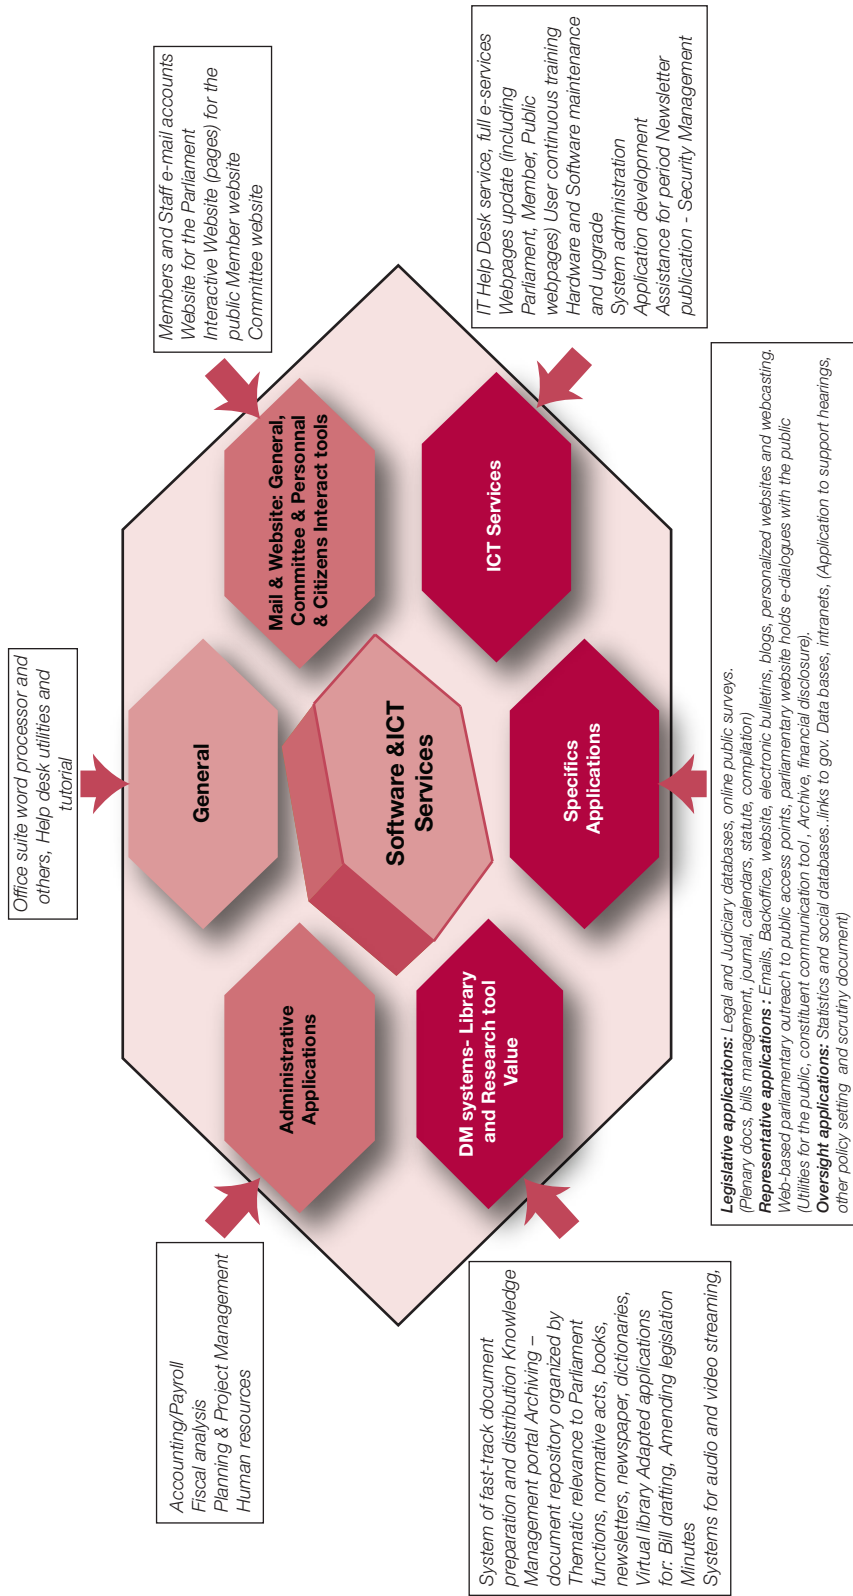 Office suite word processor and
others, Help desk utilities and
tutorial
Accounting/Payroll
Fiscal analysis
Planning & Project Management
Human resources
Members and Staff e-mail accounts
Website for the Parliament
Interactive Website (pages) for the
public Member website
Committee website
Administrative
Applications
General
Mail & Website: General,
Committee & Personnal
& Citizens Interact tools
Software &ICT
Services
DM systems- Library
and Research tool
Value
Specifics
Applications
ICT Services
System of fast-track document
preparation and distribution Knowledge
Management portal Archiving –
document repository organized by
Thematic relevance to Parliament
functions, normative acts, books,
newsletters, newspaper, dictionaries,
Virtual library Adapted applications
for: Bill drafting, Amending legislation
Minutes
Systems for audio and video streaming,
IT Help Desk service, full e-services
Webpages update (including
Parliament, Member, Public
webpages) User continuous training
Hardware and Software maintenance
and upgrade
System administration
Application development
Assistance for period Newsletter
publication - Security Management
Legislative applications: Legal and Judiciary databases, online public surveys.
(Plenary docs, bills management, journal, calendars, statute, compilation)
Representative applications : Emails, Backoffice, website, electronic bulletins, blogs, personalized websites and webcasting.
Web-based parliamentary outreach to public access points, parliamentary website holds e-dialogues with the public
(Utilities for the public, constituent communication tool , Archive, financial disclosure).
Oversight applications: Statistics and social databases..links to gov. Data bases, intranets, (Application to support hearings,
other policy setting and scrutiny document)